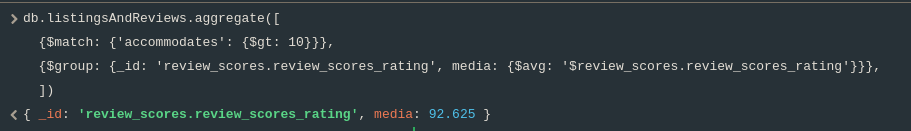 db.listingsAndReviews.aggregate([
{$match: {'accommodates': {$gt: 10}}},
{$group: {_id: 'review_scores.review_scores_rating', media: {$avg: '$review_scores.review_scores_rating'}}},
])
{ _id: 'review_scores.review_scores_rating', media: 92.625 }